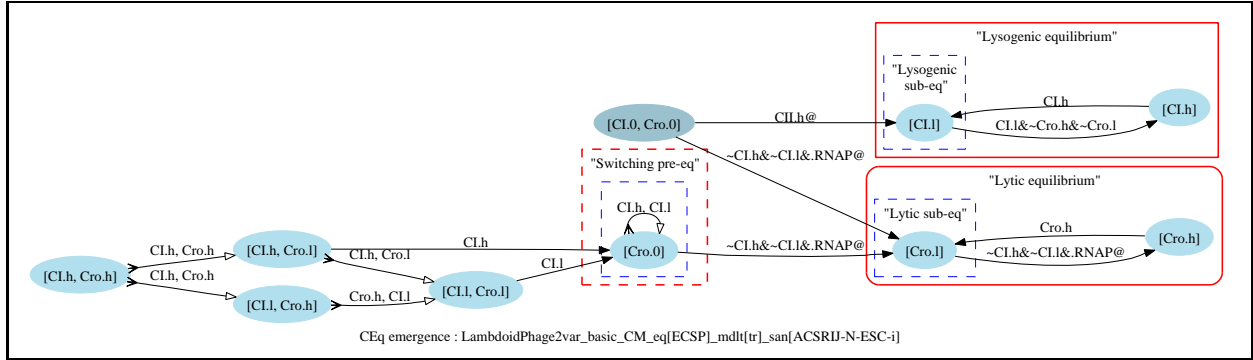 "Lysogenic equilibrium"
"Lysogenic
sub-eq"
CI.h
[CI.h]
[CI.0, Cro.0]
CII.h@
[CI.l]
CI.l&~Cro.h&~Cro.l
~CI.h&~CI.l&.RNAP@
"Switching pre-eq"
"Lytic equilibrium"
CI.h, CI.l
"Lytic sub-eq"
Cro.h
[Cro.h]
CI.h, Cro.h
[CI.h, Cro.l]
CI.h
[Cro.0]
~CI.h&~CI.l&.RNAP@
[Cro.l]
~CI.h&~CI.l&.RNAP@
CI.h, Cro.l
[CI.h, Cro.h]
CI.h, Cro.h
CI.l
[CI.l, Cro.l]
[CI.l, Cro.h]
Cro.h, CI.l
CEq emergence : LambdoidPhage2var_basic_CM_eq[ECSP]_mdlt[tr]_san[ACSRIJ-N-ESC-i]